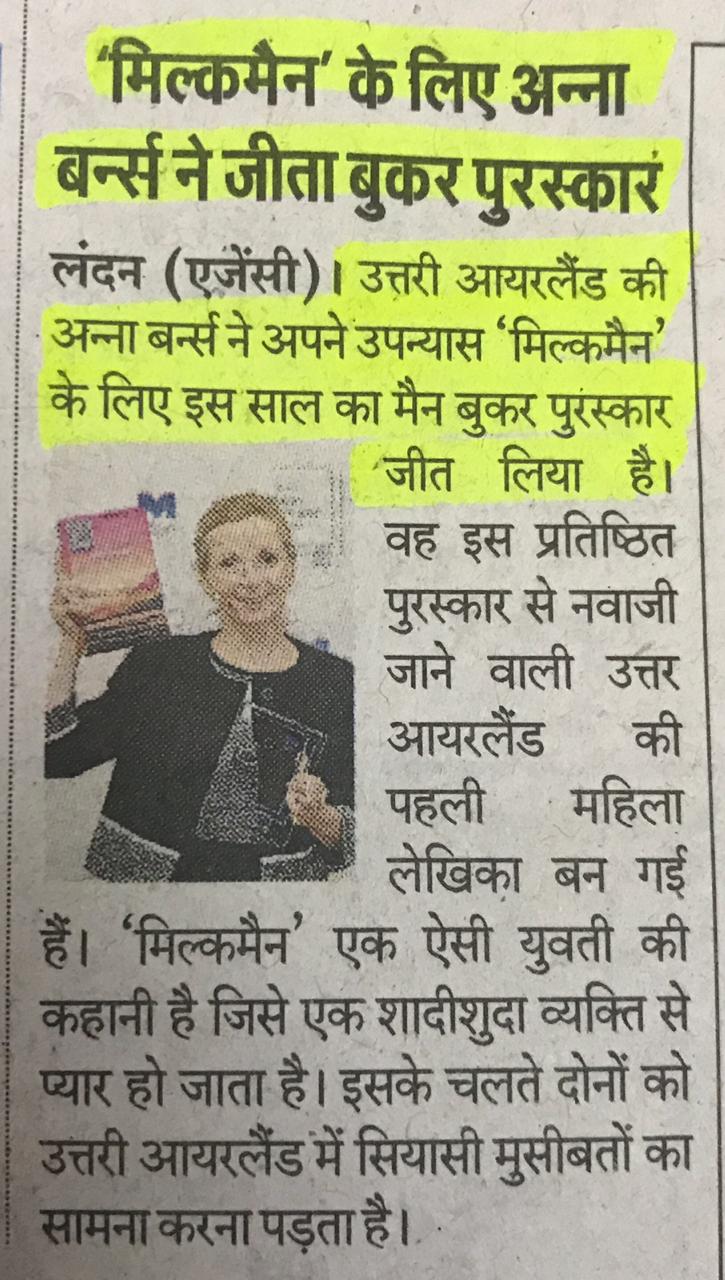 ‘मिल्कमैन’ के लिए अन्ना
बर्न्स ने जीता बुकर पुरस्कार
लंदन (एजेंसी)। उत्तरी आयरलैंड की
अन्ना बर्न्स ने अपने उपन्यास ‘मिल्कमैन’
के लिए इस साल का मैन बुकर पुरस्कार
जीत लिया है।
वह इस प्रतिष्ठित
पुरस्कार से नवाजी
जाने वाली उत्तर
आयरलैंड की
पहली महिला
लेखिका बन गई
हैं। ‘मिल्कमैन’ एक ऐसी युवती की
कहानी है जिसे एक शादीशुदा व्यक्ति से
प्यार हो जाता है। इसके चलते दोनों को
उत्तरी आयरलैंड में सियासी मुसीबतों का
सामना करना पड़ता है।